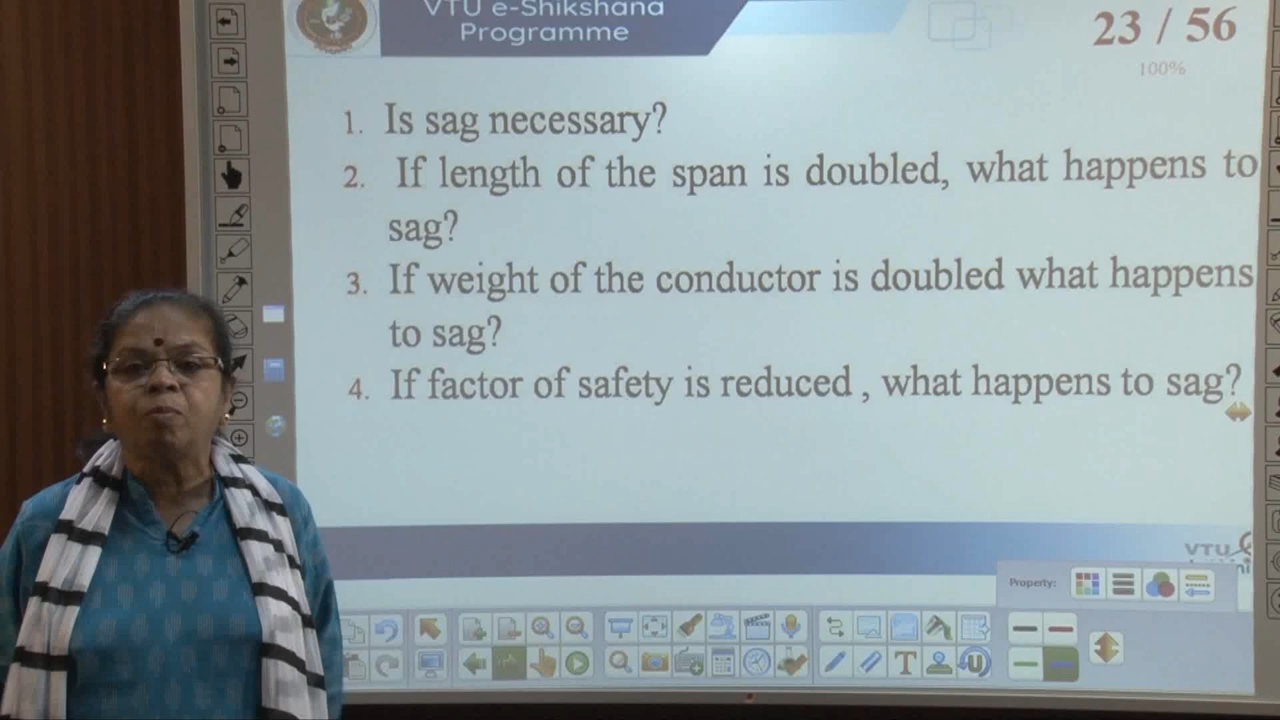 VTU e-Shikshana
Programme
23 / 56
100%
1. Is sag necessary?
2. If length of the span is doubled, what happens to
sag?
3. If weight of the conductor is doubled what happens
to sag?
4. If factor of safety is reduced , what happens to sag?
VTU
Property: